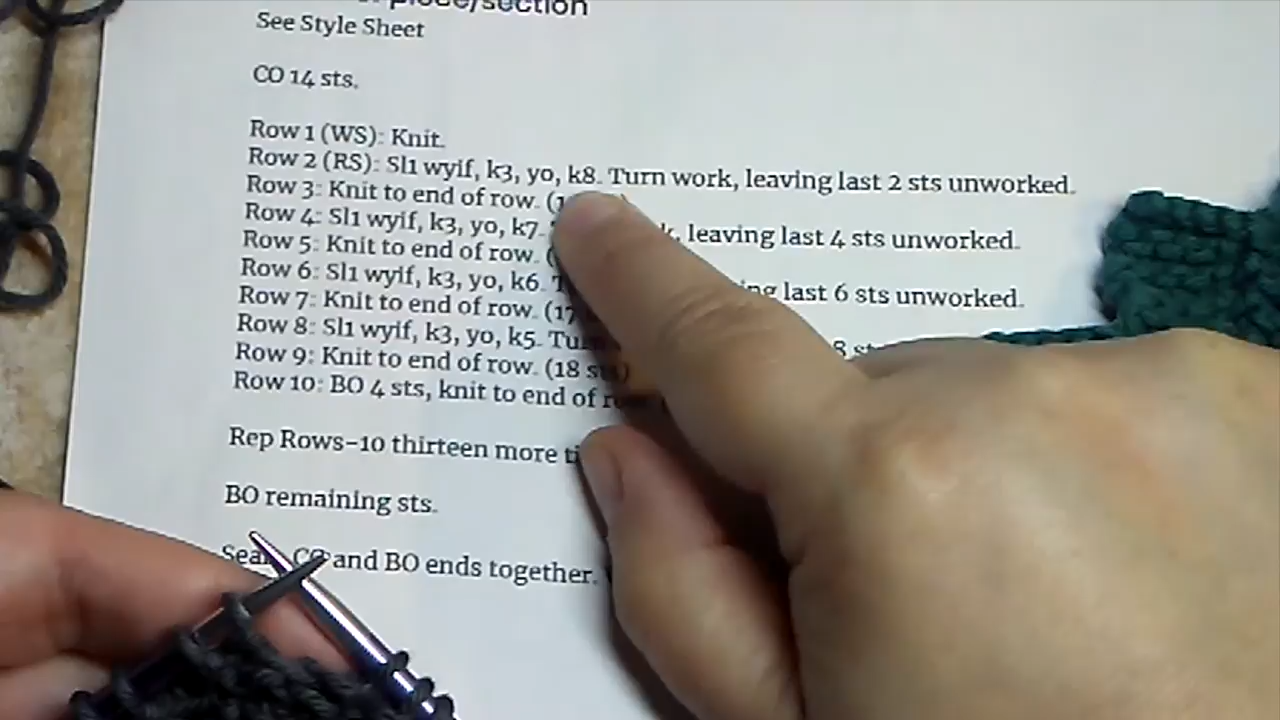 piece/section
See Style Sheet
CO 14 sts.
Row 1 (WS): Knit.
Row 2 (RS): Sl1 wyif, k3, yo, k8. Turn work, leaving last 2 sts unworked.
Row 3: Knit to end of row.
Row 4: Sl1 wyif, k3, yo, k7. leaving last 4 sts unworked.
Row 5: Knit to end of row.
Row 6: Sl1 wyif, k3, yo, k6. last 6 sts unworked.
Row 7: Knit to end of row. (17
Row 8: Sl1 wyif, k3, yo, k5.
Row 9: Knit to end of row. (18 sts)
Row 10: BO 4 sts, knit to end of
Rep Rows-10 thirteen more
BO remaining sts.
CO and BO ends together.